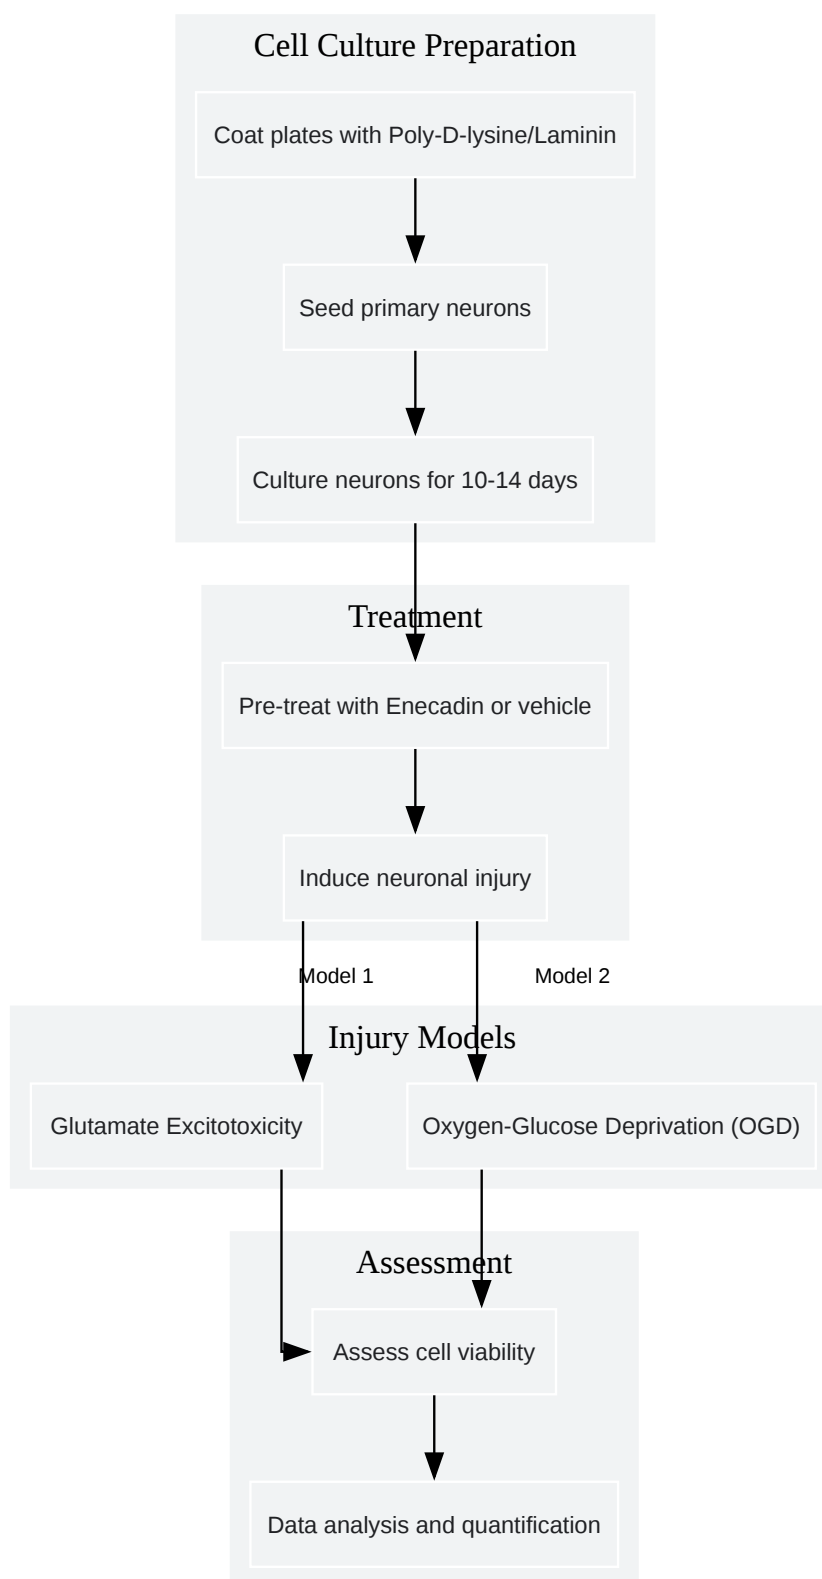 Cell Culture Preparation
Coat plates with Poly-D-lysine/Laminin
Seed primary neurons
Culture neurons for 10-14 days
Treatment
Pre-treat with Enecadin or vehicle
Induce neuronal injury
Model 1
Model 2
Injury Models
Glutamate Excitotoxicity
Oxygen-Glucose Deprivation (OGD)
Assessment
Assess cell viability
Data analysis and quantification